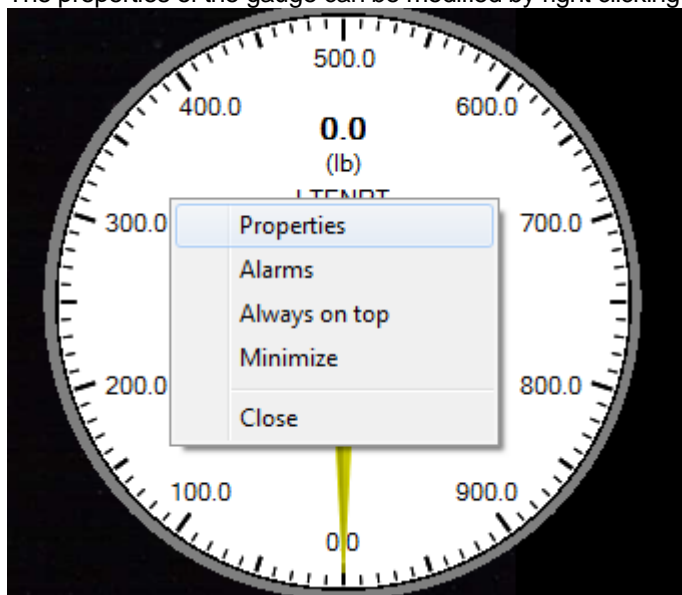 The properties of the gauge can be modified by right clicking
500.0
400.0 600.0
0.0
(lb)
300.0 700.0
Properties
Alarms
Always on top
Minimize
200.0 800.0
Close
100.0 900.0
0.0